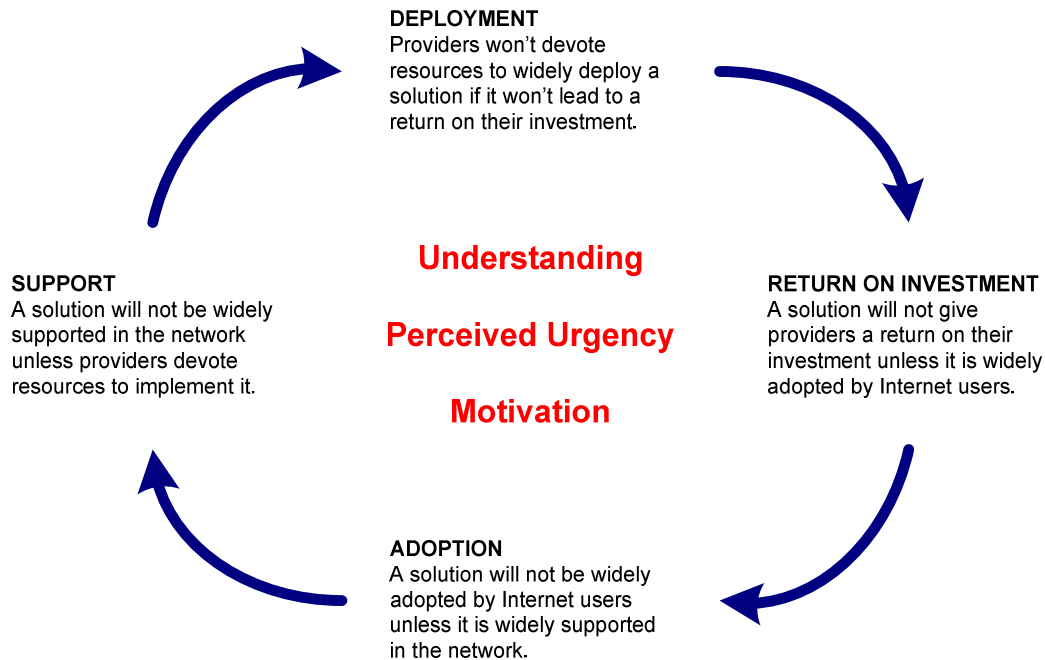 DEPLOYMENT
Providers won’t devote
resources to widely deploy a
solution if it won’t lead to a
return on their investment.
Understanding
Perceived Urgency
Motivation
SUPPORT
A solution will not be widely
supported in the network
unless providers devote
resources to implement it.
RETURN ON INVESTMENT
A solution will not give
providers a return on their
investment unless it is widely
adopted by Internet users.
ADOPTION
A solution will not be widely
adopted by Internet users
unless it is widely supported
in the network.